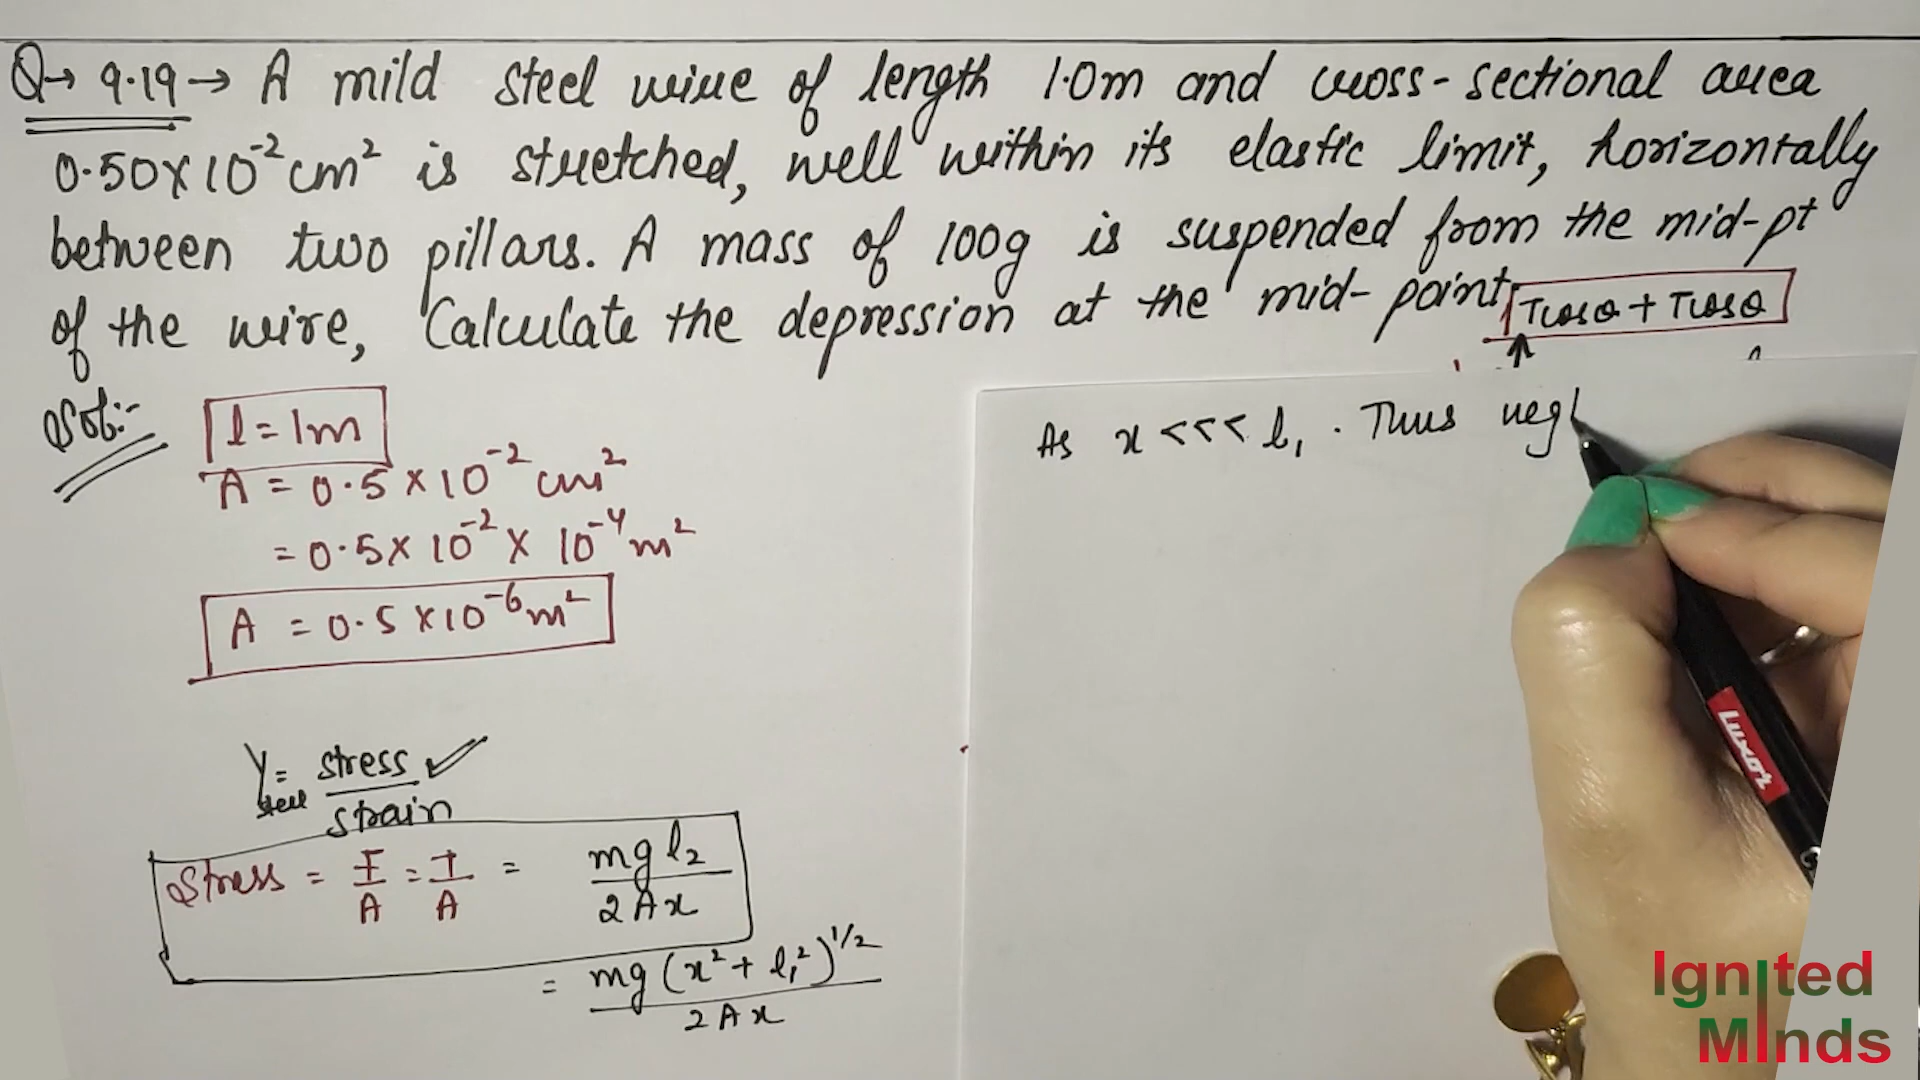 Q→ 9.19→ A mild steel wire of length 1.0m and cross-sectional area
0.50×10⁻²cm² is stretched, well within its elastic limit, horizontally
between two pillars. A mass of 100g is suspended from the mid-pt
of the wire, Calculate the depression at the mid-point.
Tcosθ + Tcosθ
Sol:-
l = 1m
A = 0.5 × 10⁻² cm²
= 0.5 × 10⁻² × 10⁻⁴ m²
A = 0.5 × 10⁻⁶ m²
Y steel = stress / strain ✓
Stress = F/A = T/A = mg l₂ / 2Ax
= mg (x² + l₁²)^1/2 / 2Ax
As x <<< l₁ . Thus negl
LUXOR
Ignited
Minds